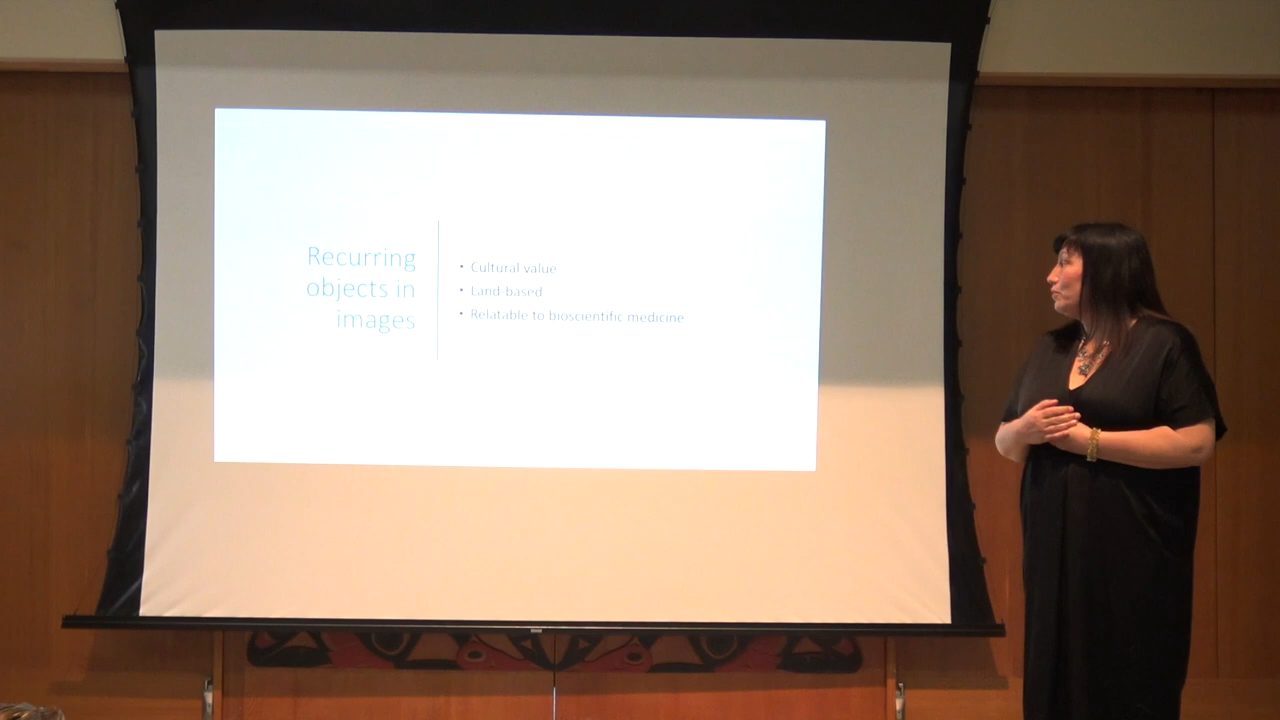 Recurring
objects in
images
• Cultural value
• Land-based
• Relatable to bioscientific medicine